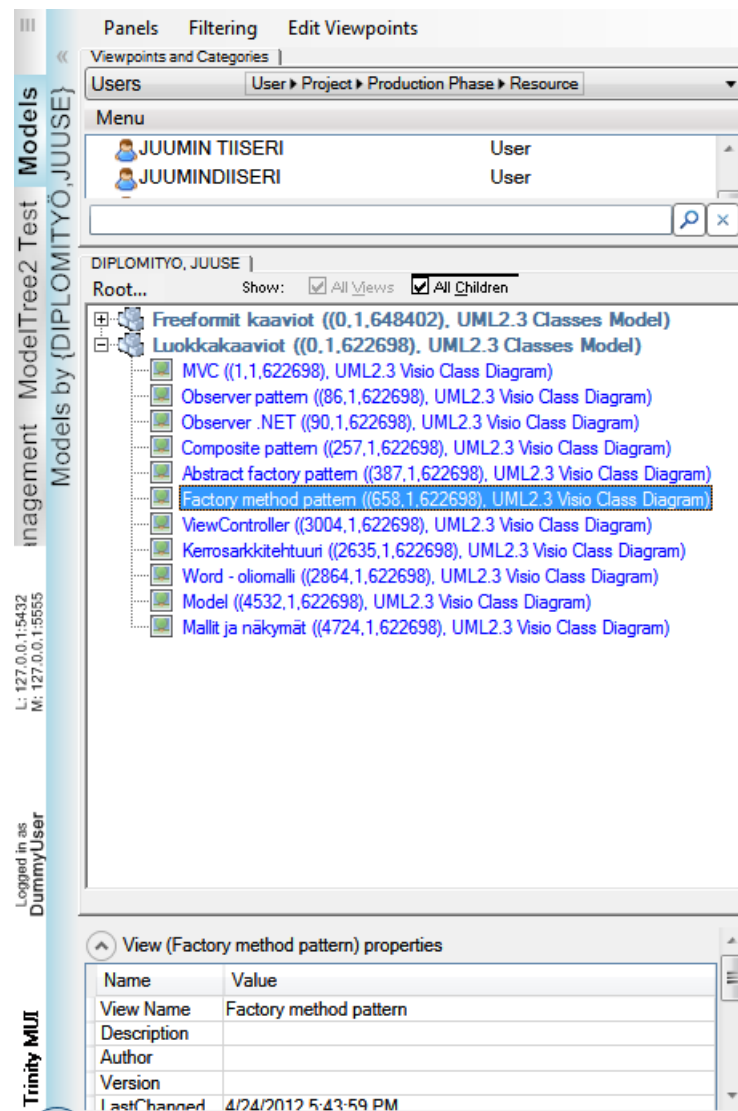 Panels Filtering Edit Viewpoints
Viewpoints and Categories
Users User Project Production Phase Resource
Menu
JUUMIN TIISERI User
JUUMINDIISERI User
DIPLOMITYO, JUUSE
Root... Show: All Views All Children
Freeformit kaaviot ((0,1,648402), UML2.3 Classes Model)
Luokkakaaviot ((0,1,622698), UML2.3 Classes Model)
MVC ((1,1,622698), UML2.3 Visio Class Diagram)
Observer pattern ((86,1,622698), UML2.3 Visio Class Diagram)
Observer .NET ((90,1,622698), UML2.3 Visio Class Diagram)
Composite pattern ((257,1,622698), UML2.3 Visio Class Diagram)
Abstract factory pattern ((387,1,622698), UML2.3 Visio Class Diagram)
Factory method pattern ((658,1,622698), UML2.3 Visio Class Diagram)
ViewController ((3004,1,622698), UML2.3 Visio Class Diagram)
Kerrosarkkitehtuuri ((2635,1,622698), UML2.3 Visio Class Diagram)
Word - oliomalli ((2864,1,622698), UML2.3 Visio Class Diagram)
Model ((4532,1,622698), UML2.3 Visio Class Diagram)
Mallit ja näkymät ((4724,1,622698), UML2.3 Visio Class Diagram)
View (Factory method pattern) properties
Name Value
View Name Factory method pattern
Description
Author
Version
LastChanged 4/24/2012 5:43:59 PM
Trinity MUI
Logged in as
DummyUser
L: 127.0.0.1:5432
M: 127.0.0.1:5555
nagement ModelTree2 Test Models
Models by {DIPLOMITYÖ,JUUSE}